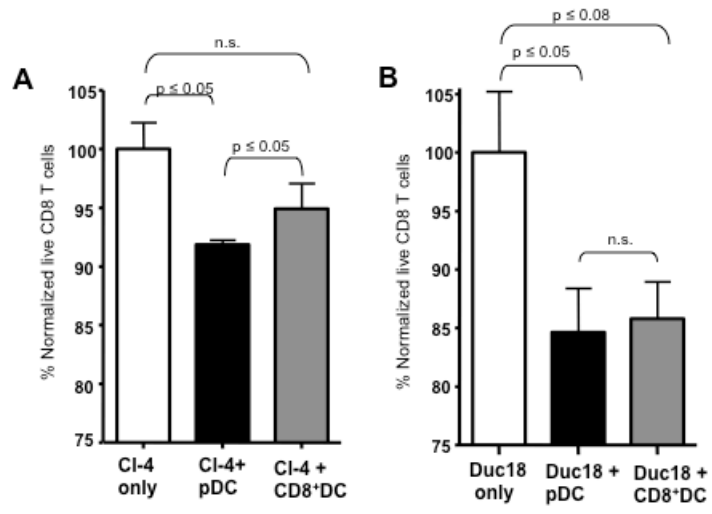 A
n.s.
p ≤ 0.05
p ≤ 0.05
% Normalized live CD8 T cells
105
100
95
90
85
80
75
Cl-4 only
Cl-4+ pDC
Cl-4 + CD8⁺DC
B
p ≤ 0.08
p ≤ 0.05
n.s.
% Normalized live CD8 T cells
105
100
95
90
85
80
75
Duc18 only
Duc18 + pDC
Duc18 + CD8⁺DC